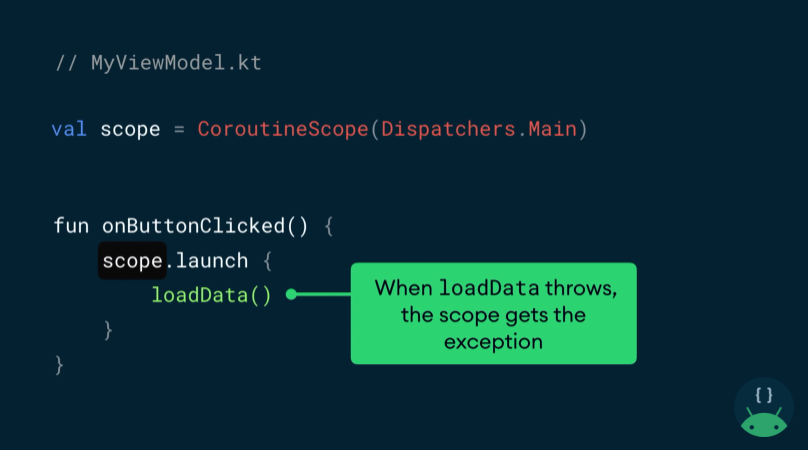 // MyViewModel.kt
val scope = CoroutineScope(Dispatchers.Main)
fun onButtonClicked() {
scope.launch {
loadData()
When loadData throws,
the scope gets the
exception
}
}
{ }